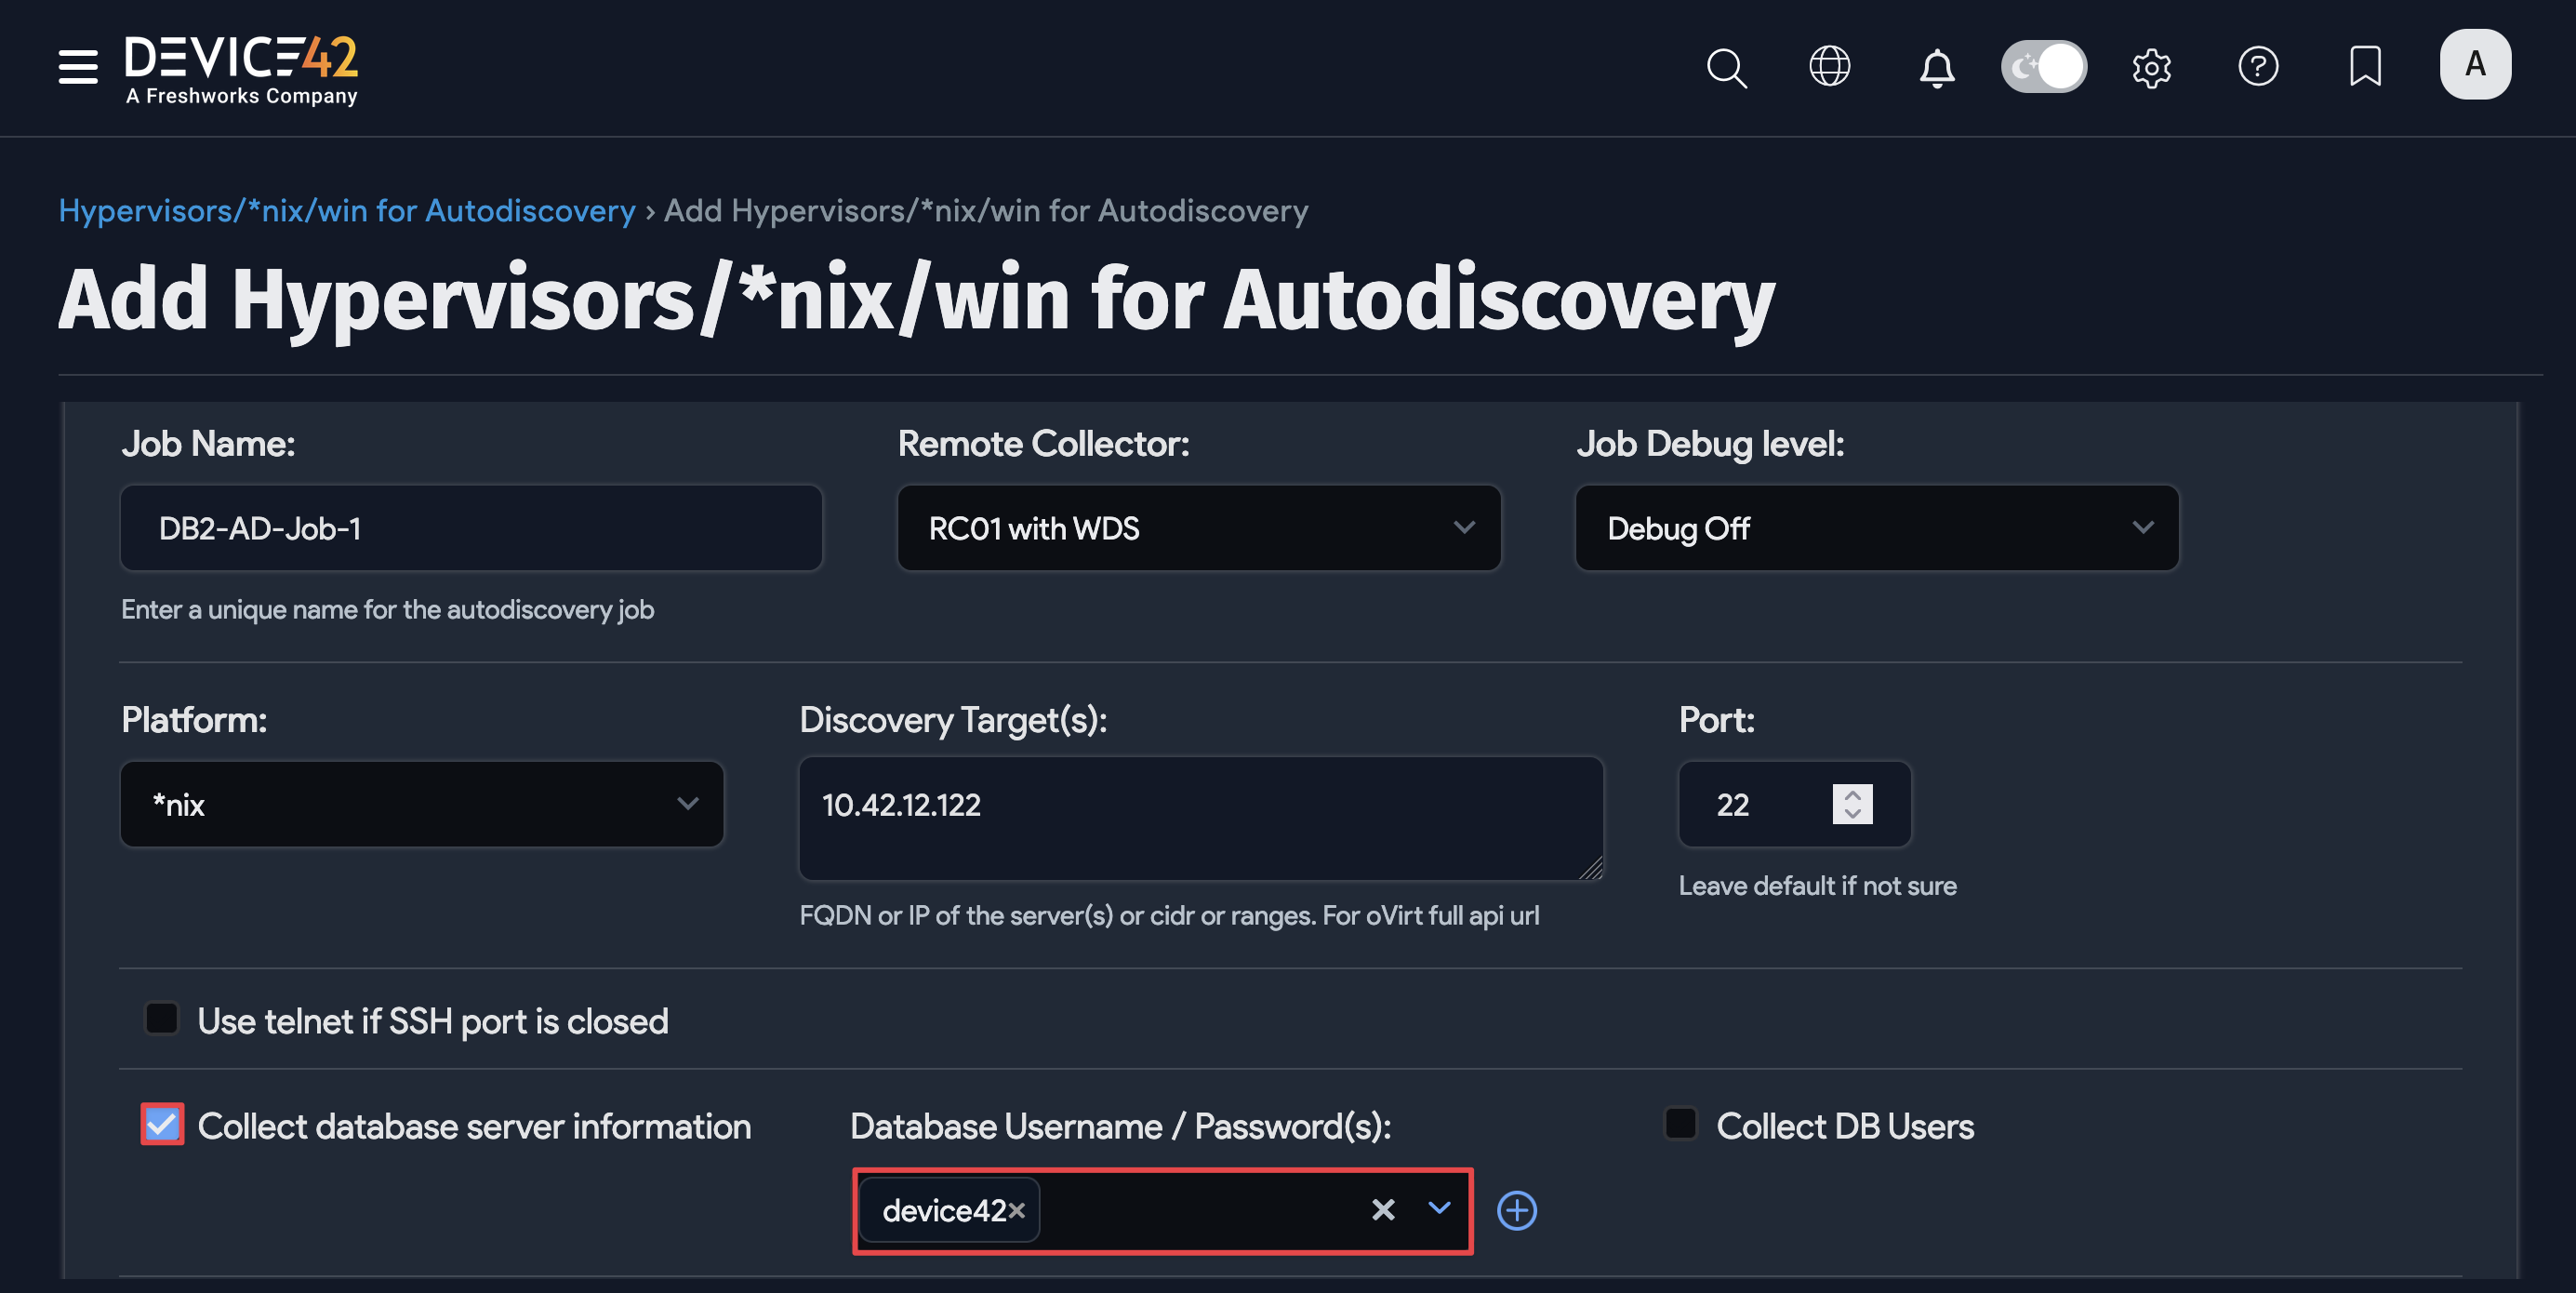 DEVICE42
A Freshworks Company
A
Hypervisors/*nix/win for Autodiscovery › Add Hypervisors/*nix/win for Autodiscovery
Add Hypervisors/*nix/win for Autodiscovery
Job Name: Remote Collector: Job Debug level:
DB2-AD-Job-1 RC01 with WDS Debug Off
Enter a unique name for the autodiscovery job
Platform: Discovery Target(s): Port:
*nix 10.42.12.122 22
Leave default if not sure
FQDN or IP of the server(s) or cidr or ranges. For oVirt full api url
Use telnet if SSH port is closed
Collect database server information Database Username / Password(s): Collect DB Users
device42